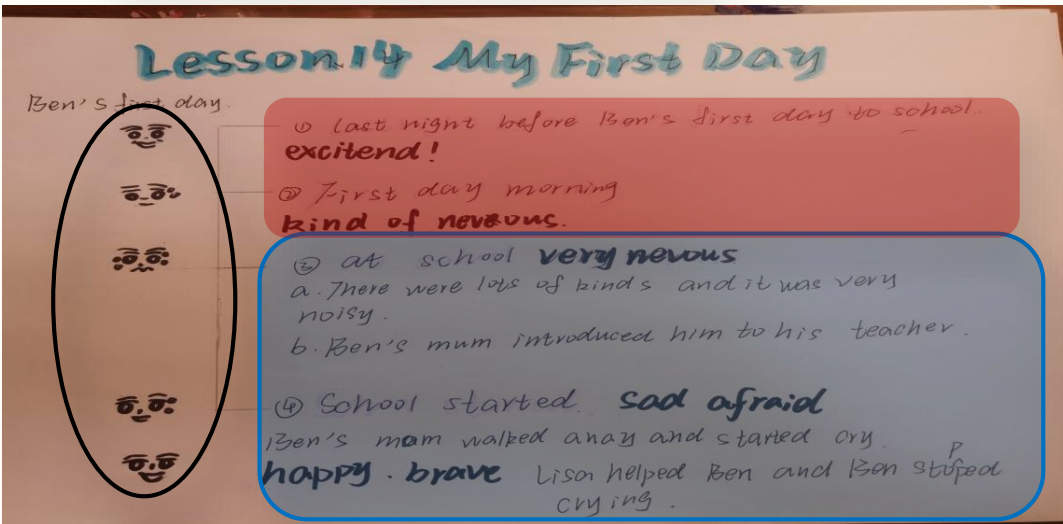 Lesson 14 My First Day
Ben's first day.
① last night before Ben's first day to school.
excitend!
② First day morning
kind of nervous.
③ at school very nevous
a. There were lots of kinds and it was very
noisy.
b. Ben's mum introduced him to his teacher.
④ School started. sad afraid
Ben's mam walked anay and started cry.
happy. brave Lisa helped Ben and Ben stoped
P
crying.